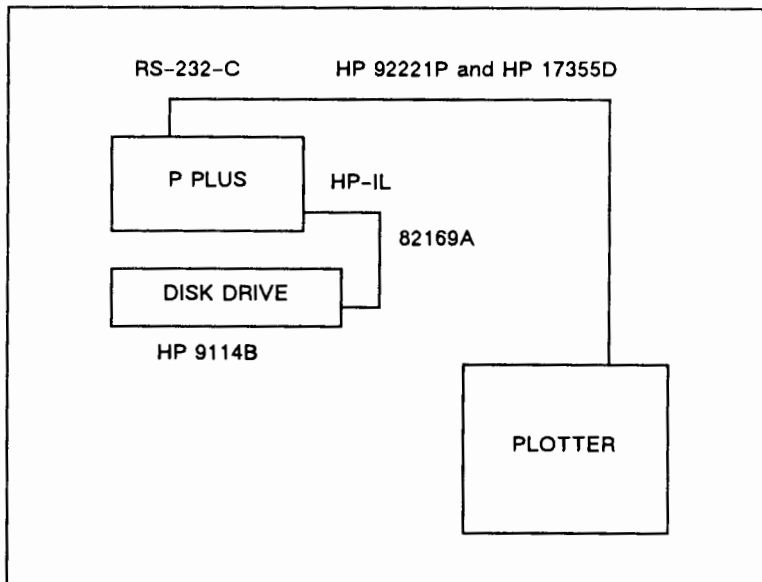 RS-232-C HP 92221P and HP 17355D
P PLUS
HP-IL
82169A
DISK DRIVE
HP 9114B
PLOTTER